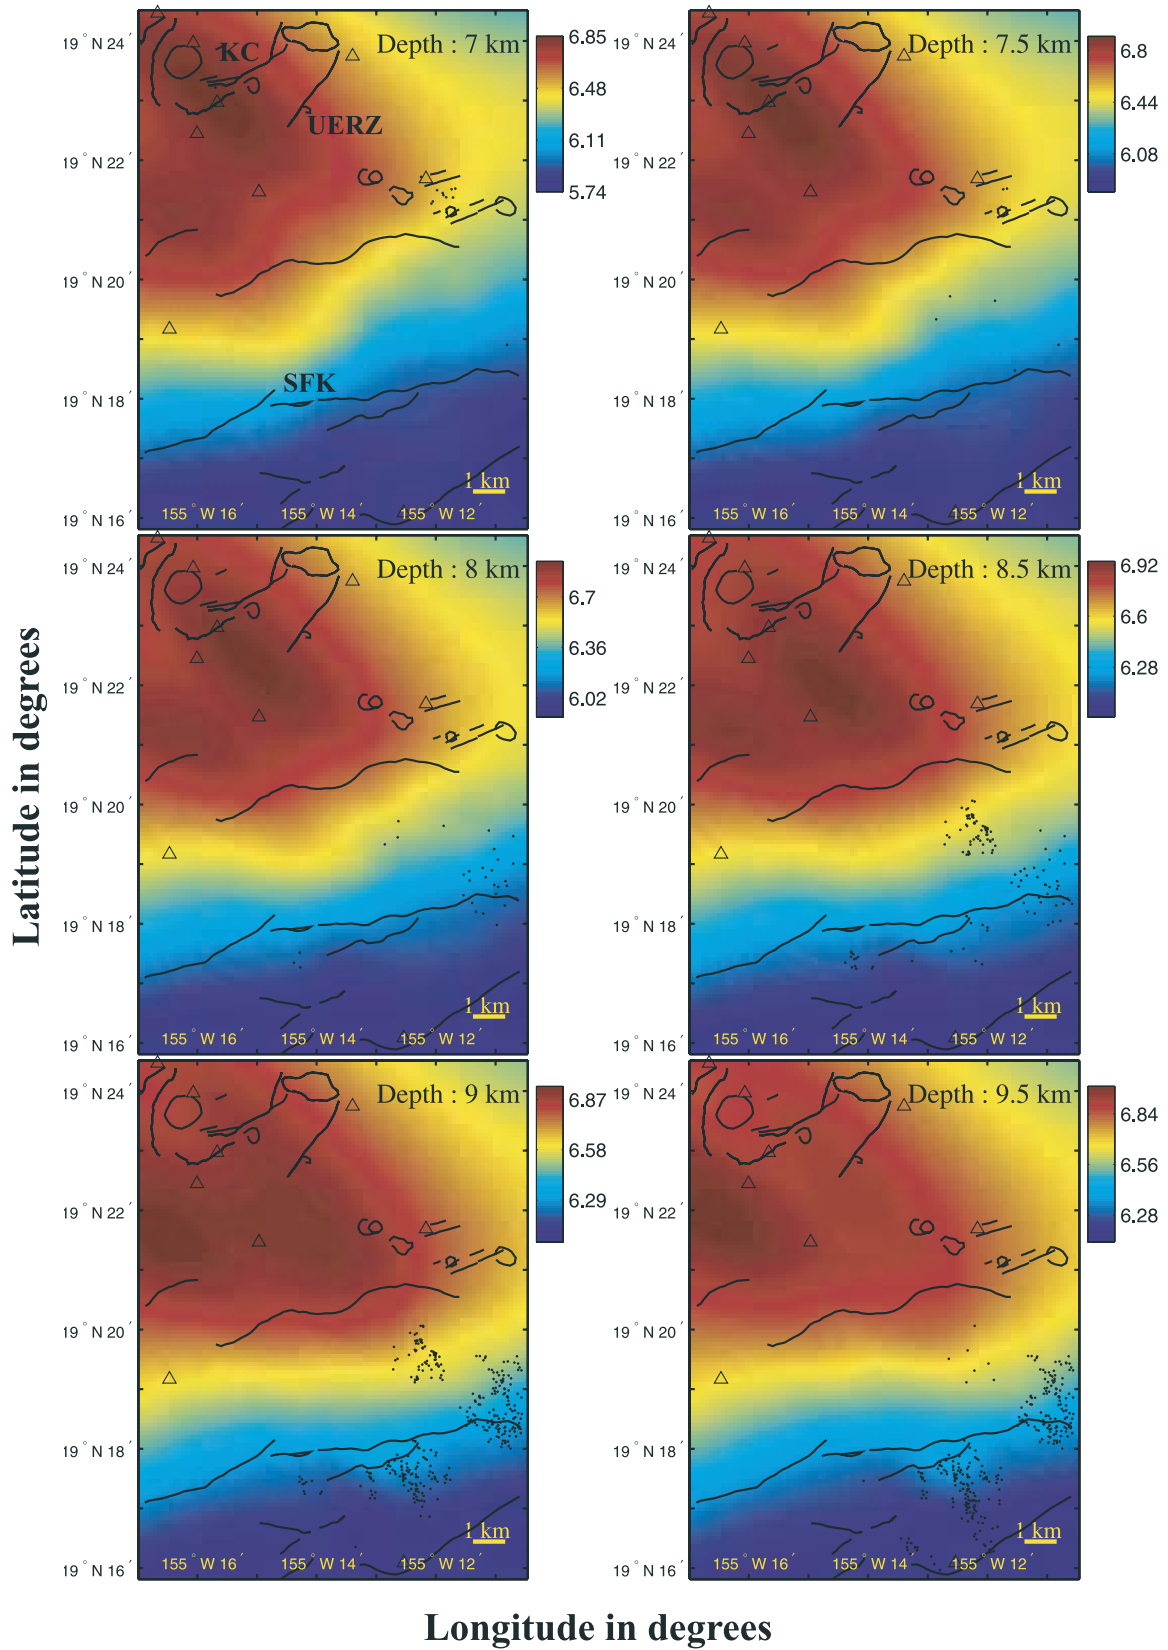 19° N 24′
19° N 22′
19° N 20′
19° N 18′
19° N 16′
KC
Depth : 7 km
UERZ
SFK
1 km
155° W 16′ 155° W 14′ 155° W 12′
6.85
6.48
6.11
5.74
19° N 24′
19° N 22′
19° N 20′
19° N 18′
19° N 16′
Depth : 7.5 km
1 km
155° W 16′ 155° W 14′ 155° W 12′
6.8
6.44
6.08
Latitude in degrees
19° N 24′
19° N 22′
19° N 20′
19° N 18′
19° N 16′
Depth : 8 km
1 km
155° W 16′ 155° W 14′ 155° W 12′
6.7
6.36
6.02
19° N 24′
19° N 22′
19° N 20′
19° N 18′
19° N 16′
Depth : 8.5 km
1 km
155° W 16′ 155° W 14′ 155° W 12′
6.92
6.6
6.28
19° N 24′
19° N 22′
19° N 20′
19° N 18′
19° N 16′
Depth : 9 km
1 km
155° W 16′ 155° W 14′ 155° W 12′
6.87
6.58
6.29
19° N 24′
19° N 22′
19° N 20′
19° N 18′
19° N 16′
Depth : 9.5 km
1 km
155° W 16′ 155° W 14′ 155° W 12′
6.84
6.56
6.28
Longitude in degrees